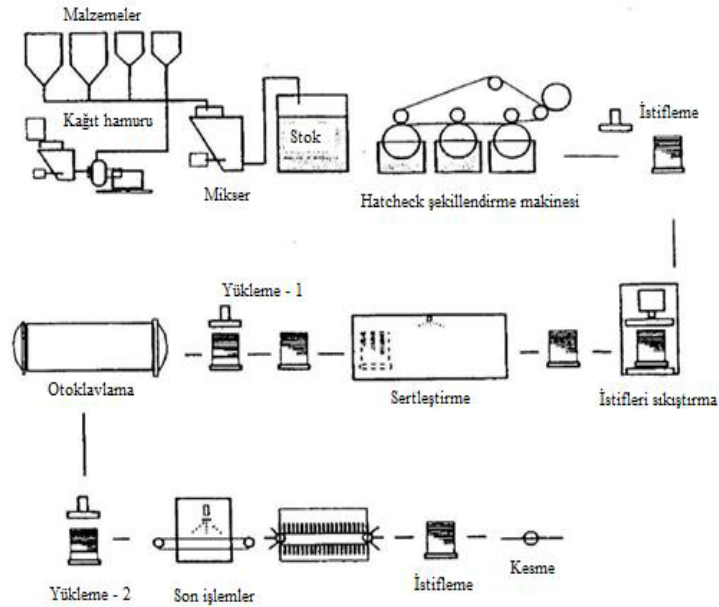 Malzemeler
Kağıt hamuru
Mikser
Stok
Hatcheck şekillendirme makinesi
İstifleme
İstifleri sıkıştırma
Sertleştirme
Yükleme - 1
Otoklavlama
Yükleme - 2
Son işlemler
İstifleme
Kesme